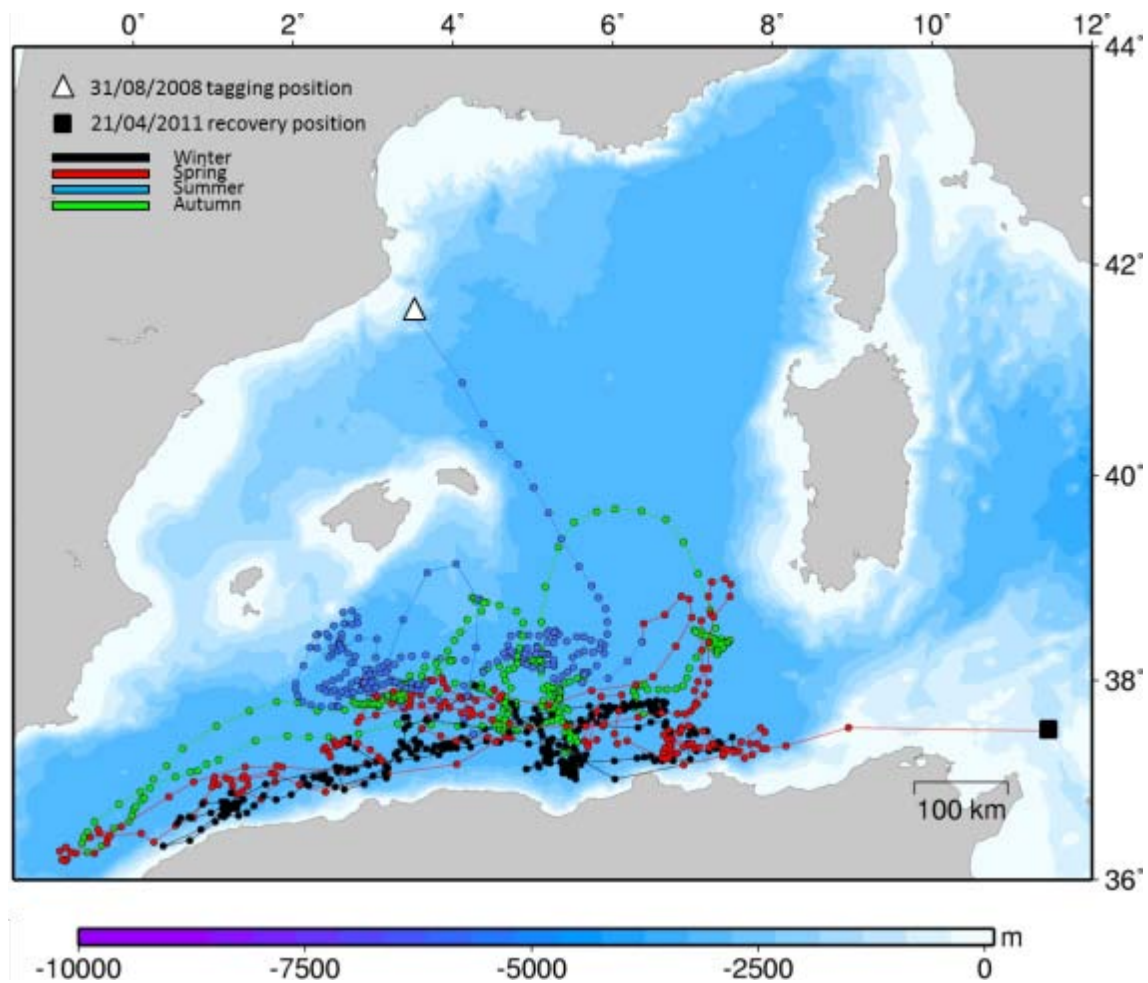 0° 2° 4° 6° 8° 10° 12°
44°
31/08/2008 tagging position
21/04/2011 recovery position
Winter
Spring
Summer
Autumn
42°
40°
38°
100 km
36°
m
-10000 -7500 -5000 -2500 0